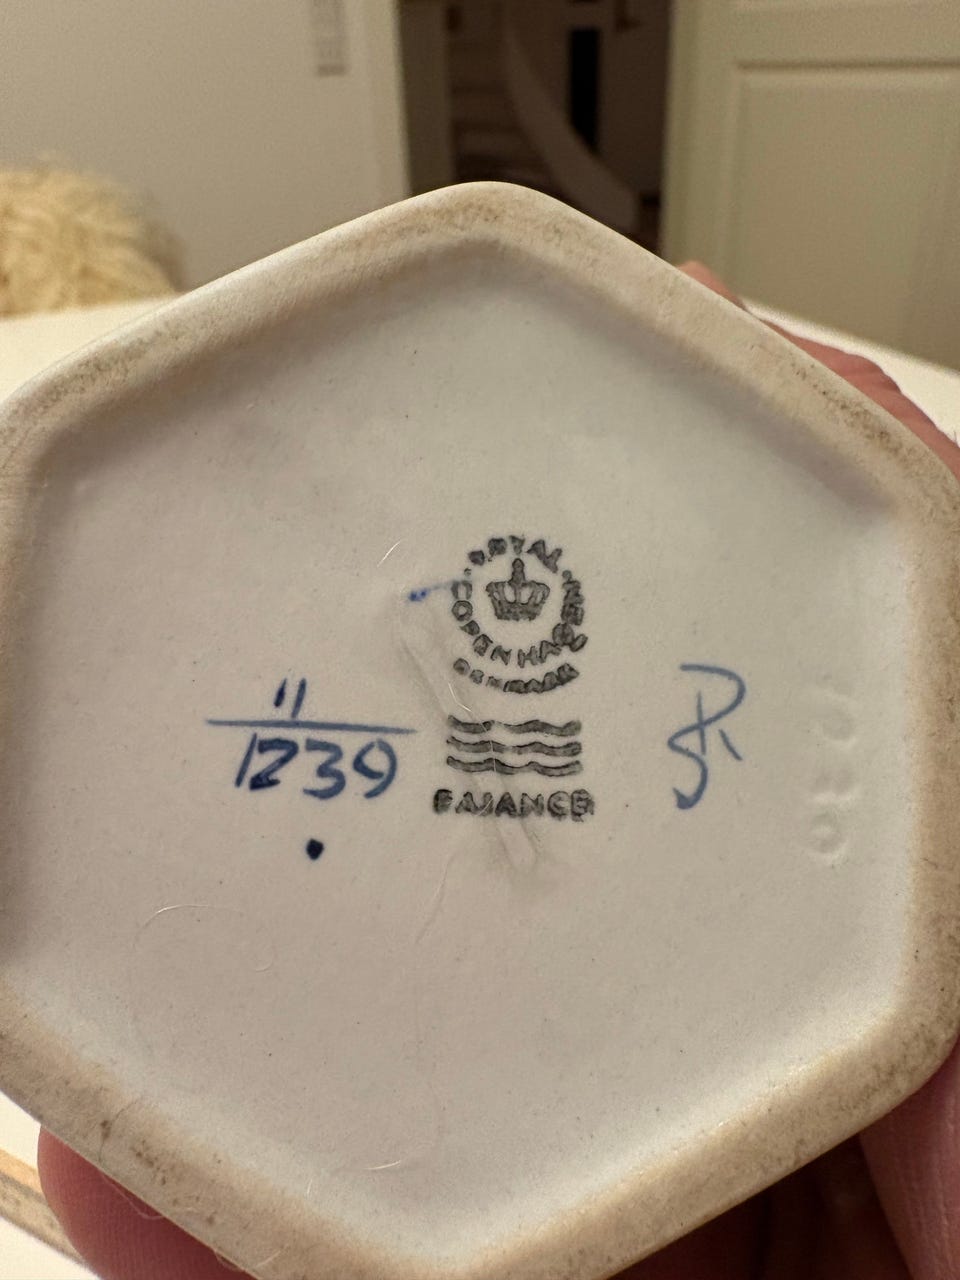 ROYAL COPENHAGEN
DENMARK
FAJANCE
11
1239